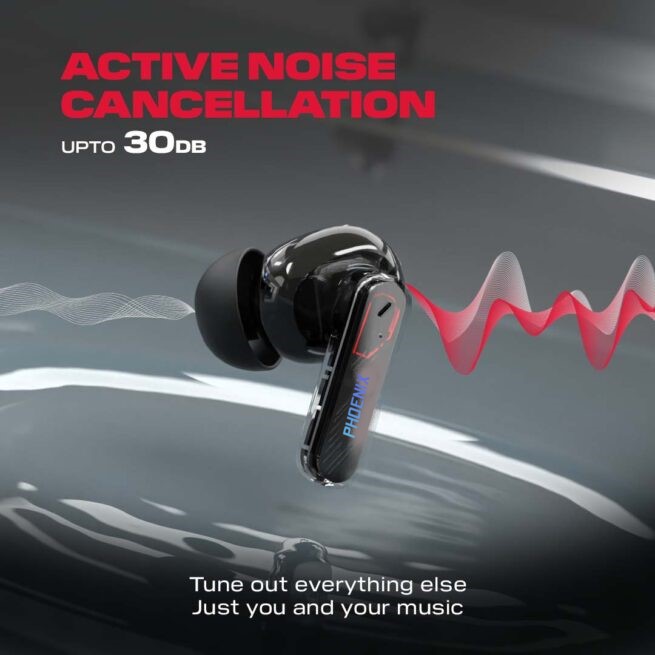 ACTIVE NOISE
CANCELLATION
UPTO 30DB
PHOENIX
Tune out everything else
Just you and your music